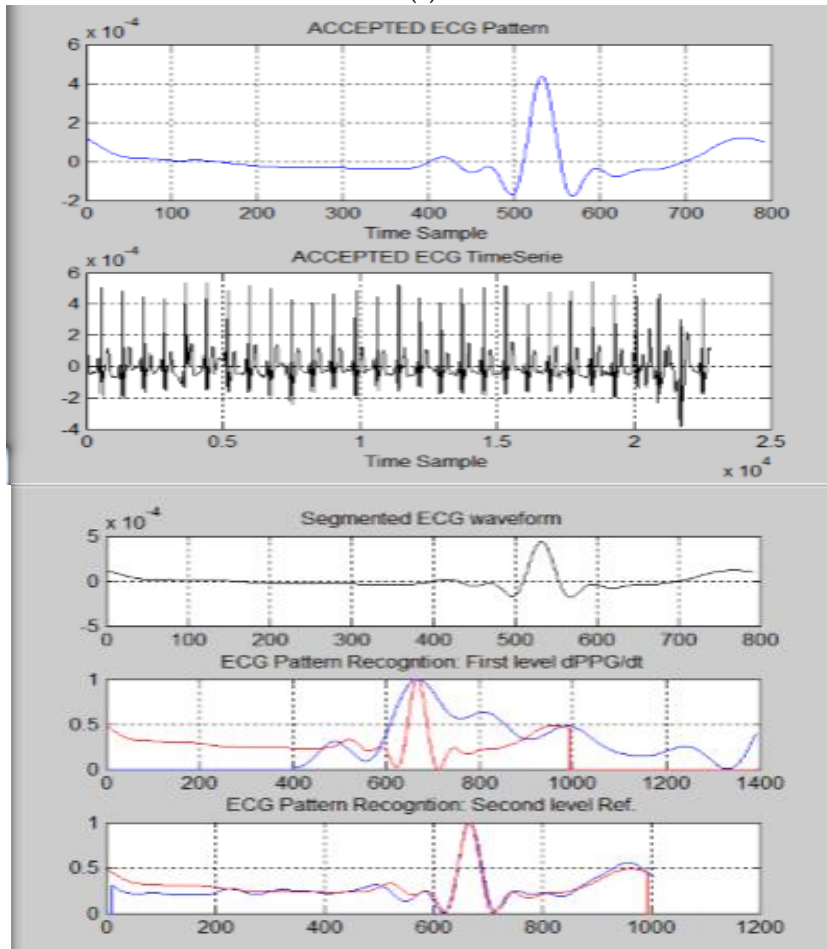 x 10-4
ACCEPTED ECG Pattern
6
4
2
0
-2
0 100 200 300 400 500 600 700 800
Time Sample
x 10-4
ACCEPTED ECG TimeSerie
6
4
2
0
-2
-4
0 0.5 1 1.5 2 2.5
Time Sample
x 10 4
x 10-4
Segmented ECG waveform
5
0
-5
0 100 200 300 400 500 600 700 800
ECG Pattern Recogntion: First level dPPG/dt
1
0.5
0
0 200 400 600 800 1000 1200 1400
ECG Pattern Recogntion: Second level Ref.
1
0.5
0
0 200 400 600 800 1000 1200